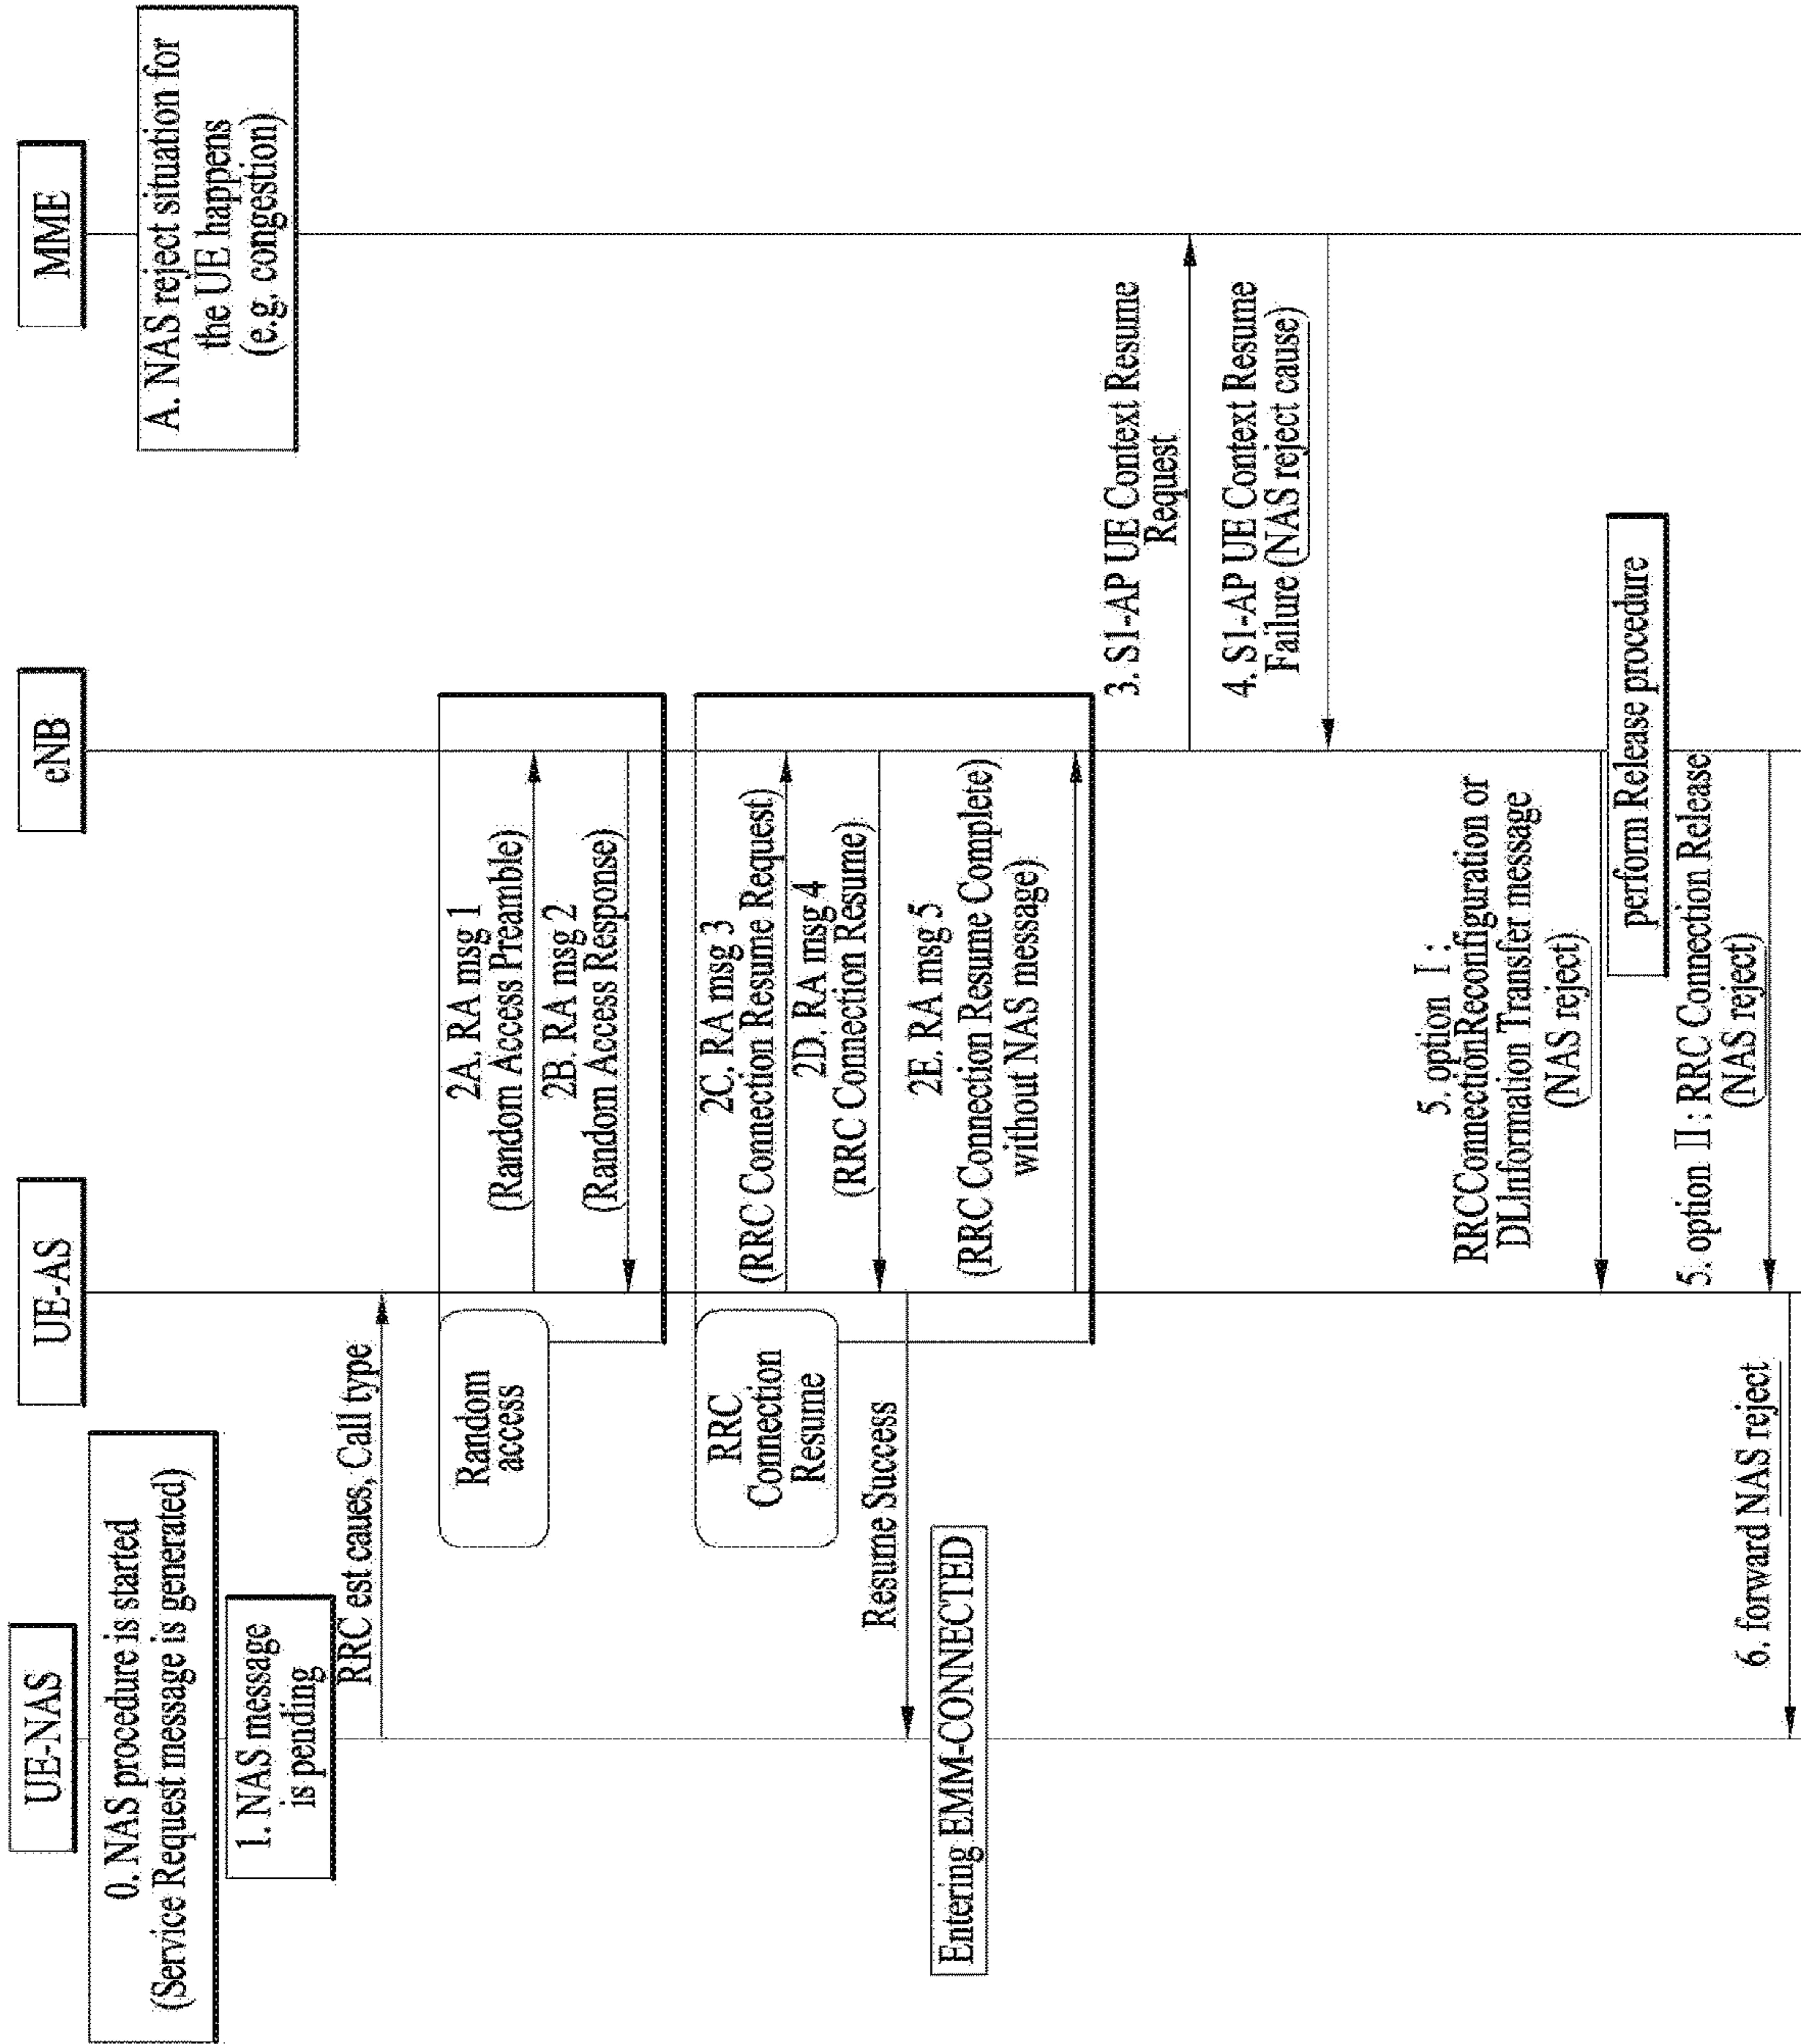 UE-NAS
UE-AS
eNB
MME
0. NAS procedure is started
(Service Request message is generated)
A. NAS reject situation for
the UE happens
(e.g. congestion)
1. NAS message
is pending
RRC est caues, Call type
Random
access
2A. RA msg 1
(Random Access Preamble)
2B. RA msg 2
(Random Access Response)
RRC
Connection
Resume
2C. RA msg 3
(RRC Connection Resume Request)
2D. RA msg 4
(RRC Connection Resume)
Resume Success
2E. RA msg 5
(RRC Connection Resume Complete)
without NAS message)
Entering EMM-CONNECTED
3. S1-AP UE Context Resume
Request
4. S1-AP UE Context Resume
Failure (NAS reject cause)
5. option I ;
RRCConnectionReconfiguration or
DLInformation Transfer message
(NAS reject)
perform Release procedure
5. option II ; RRC Connection Release
(NAS reject)
6. forward NAS reject